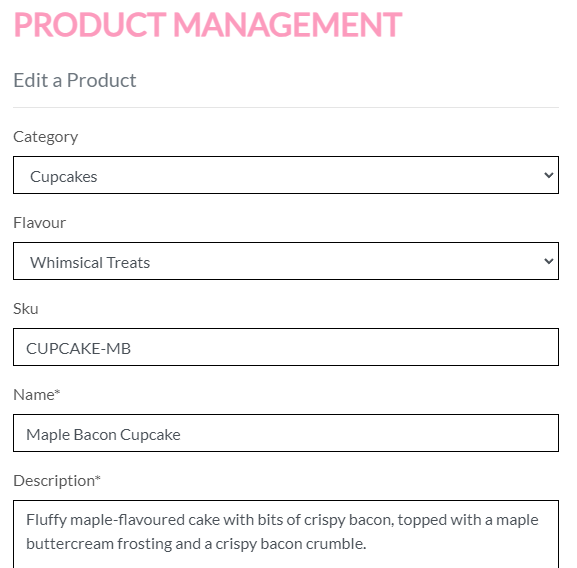 PRODUCT MANAGEMENT
Edit a Product
Category
Cupcakes
Flavour
Whimsical Treats
Sku
CUPCAKE-MB
Name*
Maple Bacon Cupcake
Description*
Fluffy maple-flavoured cake with bits of crispy bacon, topped with a maple
buttercream frosting and a crispy bacon crumble.